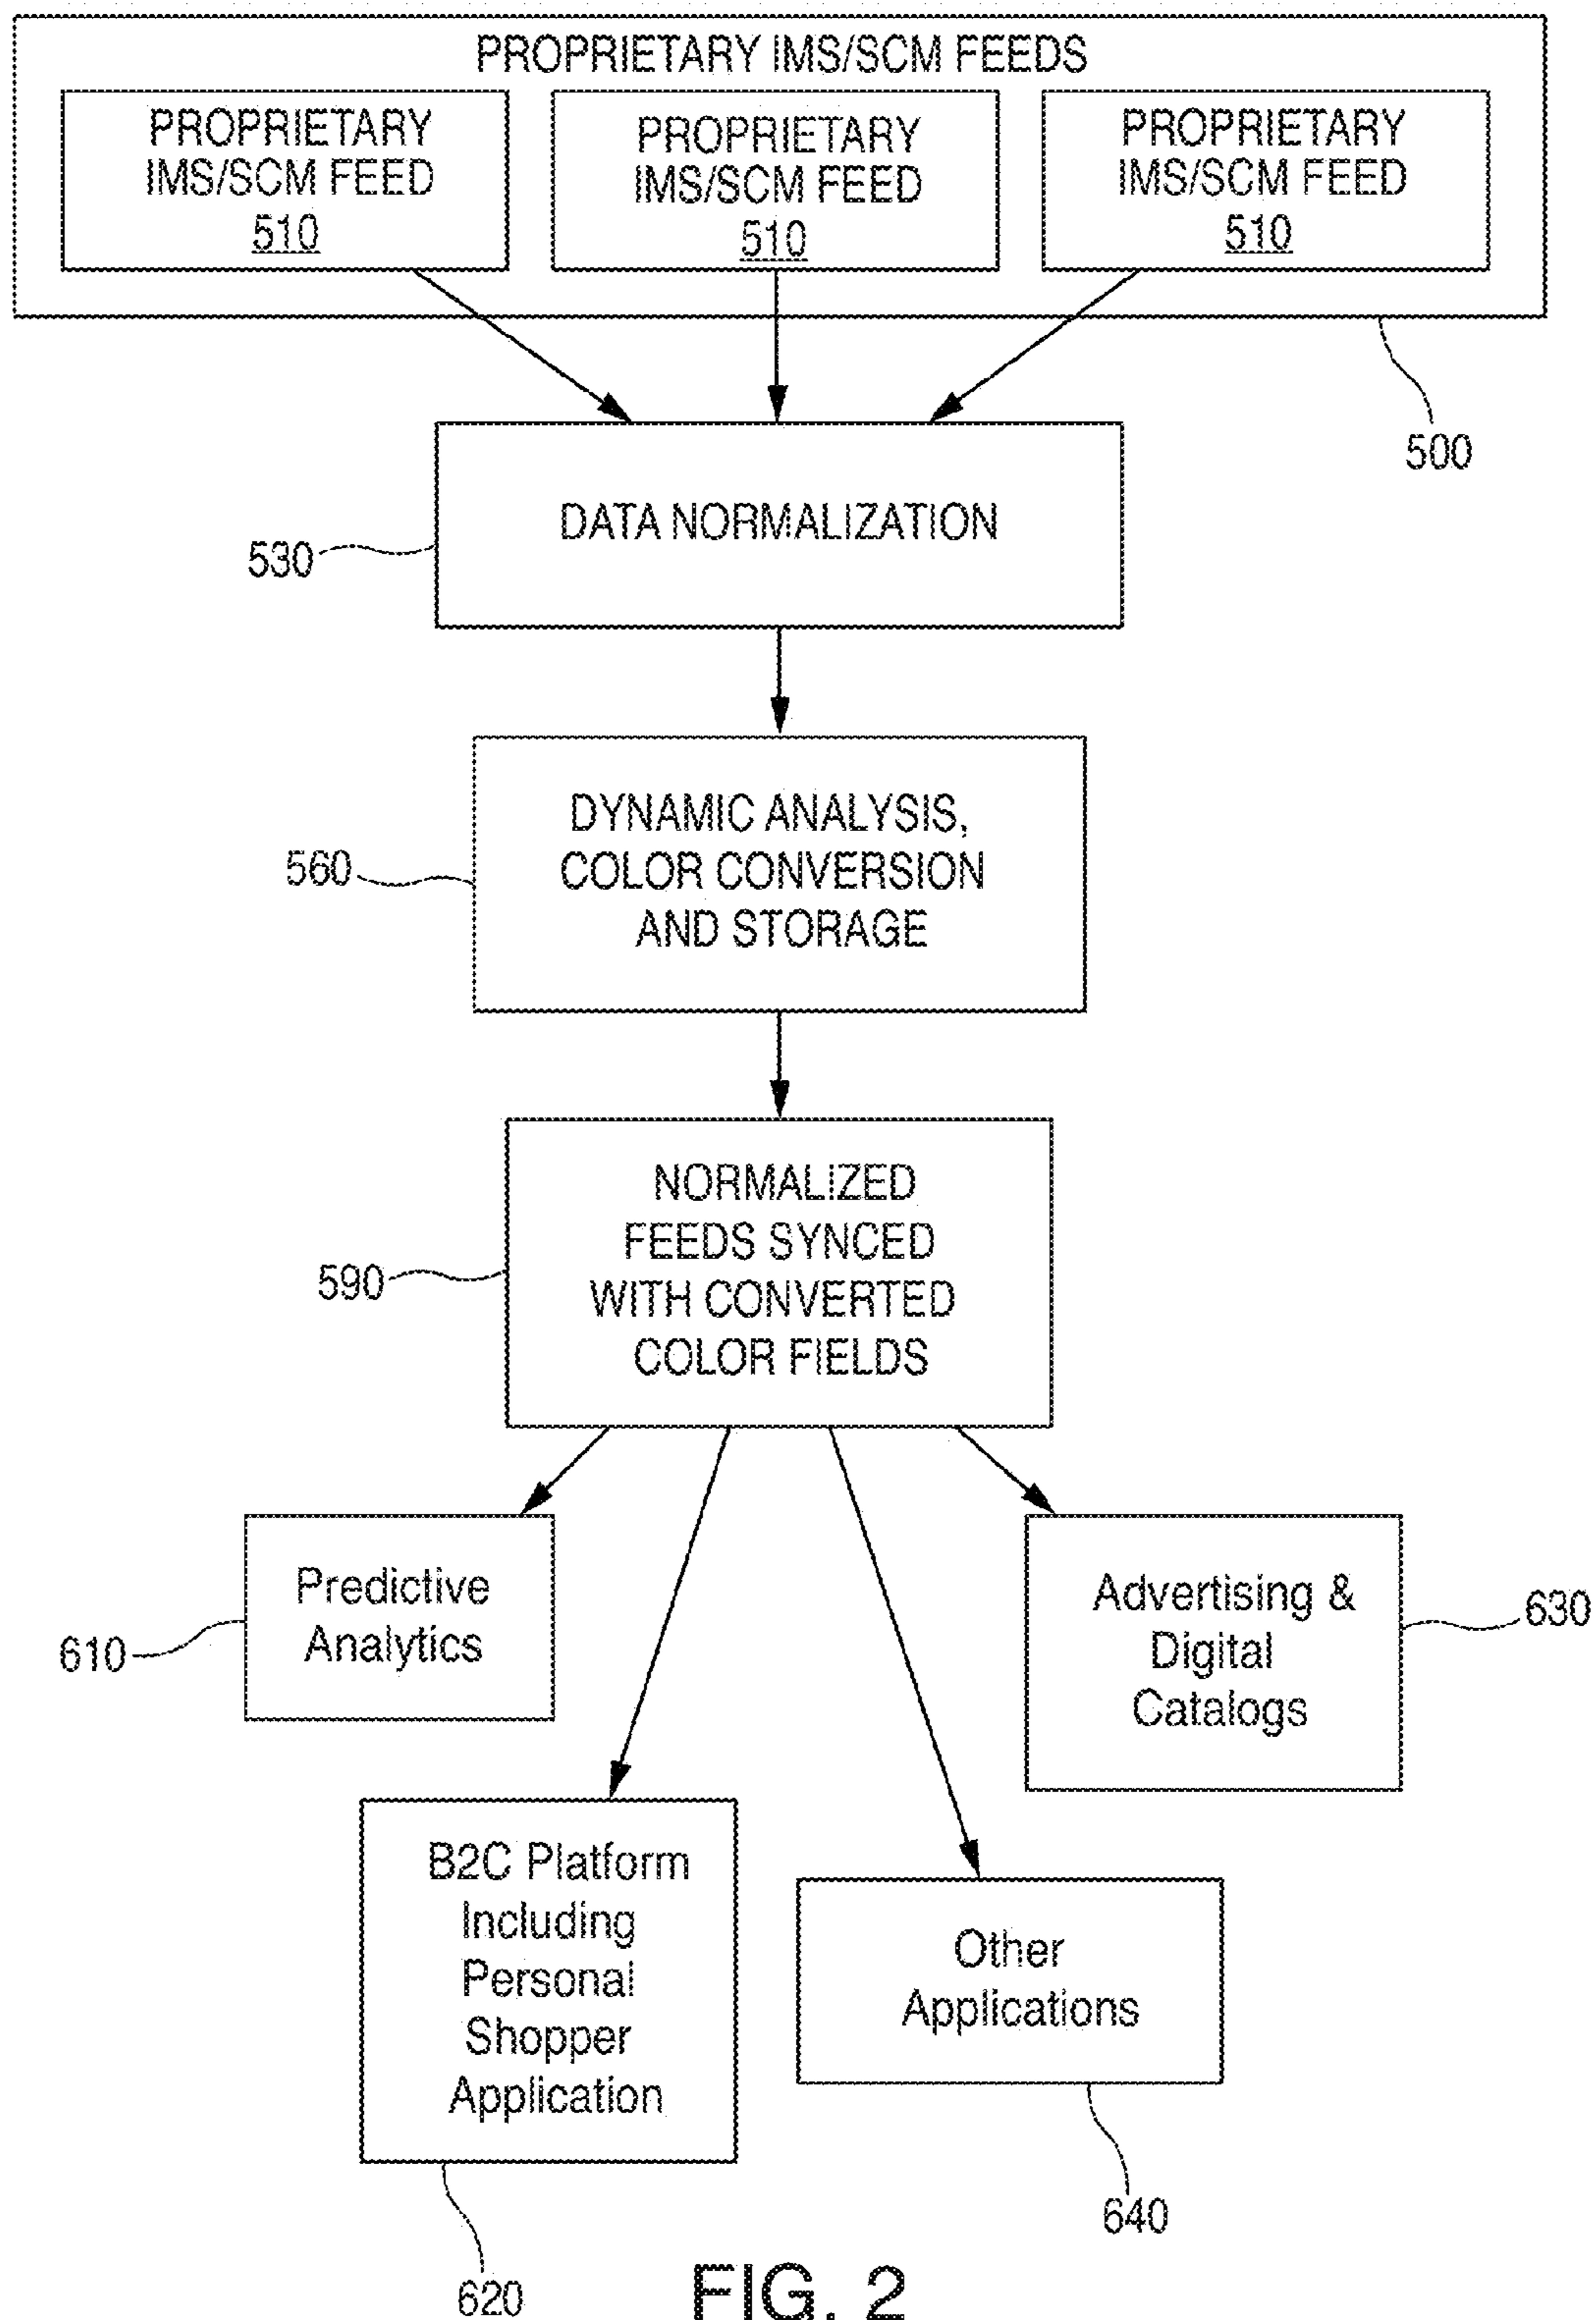 PROPRIETARY IMS/SCM FEEDS
PROPRIETARY
IMS/SCM FEED
510
PROPRIETARY
IMS/SCM FEED
510
PROPRIETARY
IMS/SCM FEED
510
500
DATA NORMALIZATION
530
DYNAMIC ANALYSIS,
COLOR CONVERSION
AND STORAGE
560
NORMALIZED
FEEDS SYNCED
WITH CONVERTED
COLOR FIELDS
590
Predictive
Analytics
610
Advertising &
Digital
Catalogs
630
B2C Platform
Including
Personal
Shopper
Application
620
Other
Applications
640
FIG. 2